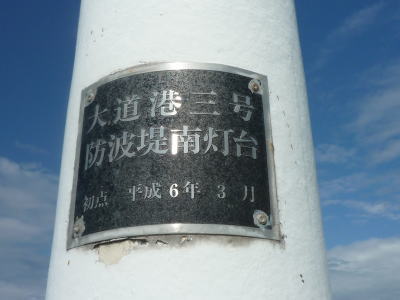 大道港三号
防波堤南灯台
初点 平成6年3月